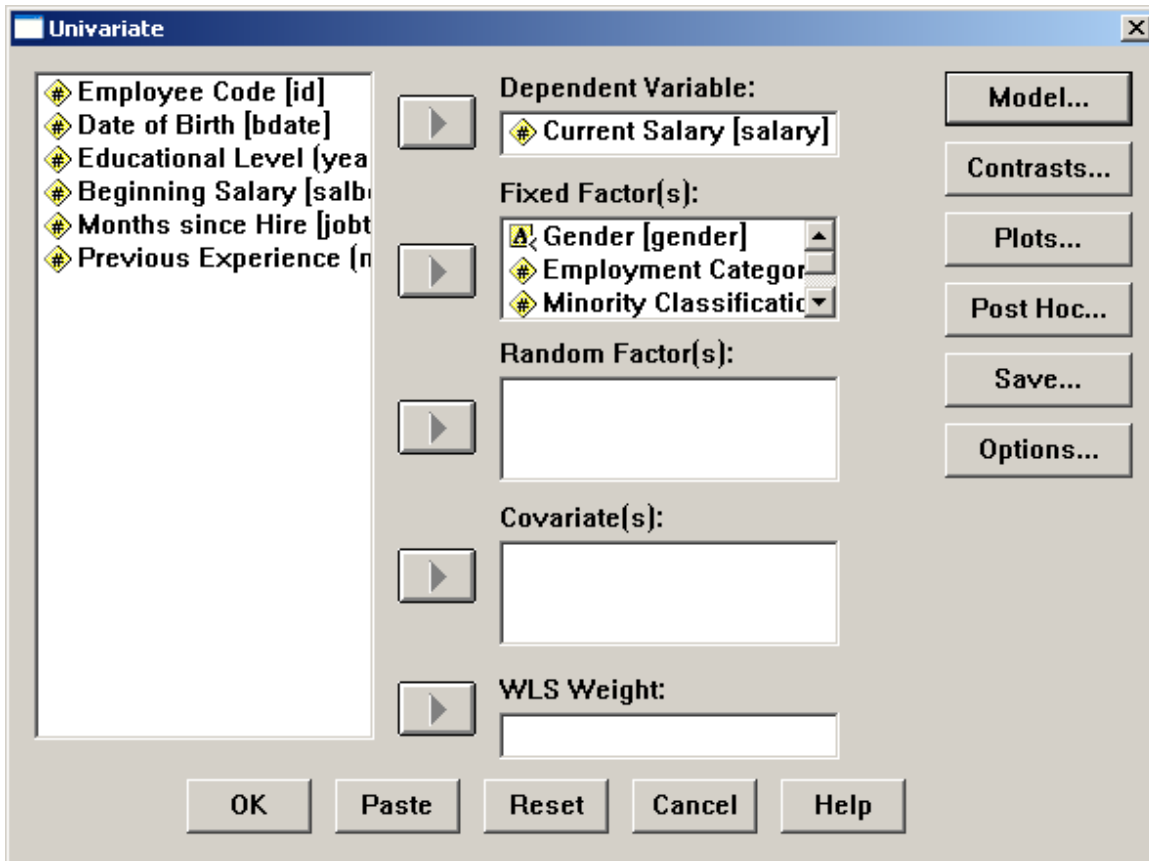 Univariate
Employee Code [id]
Date of Birth [bdate]
Educational Level (yea
Beginning Salary [salb
Months since Hire [jobt
Previous Experience (m
Dependent Variable:
Current Salary [salary]
Fixed Factor(s):
Gender [gender]
Employment Categor
Minority Classificatic
Random Factor(s):
Covariate(s):
WLS Weight:
Model...
Contrasts...
Plots...
Post Hoc...
Save...
Options...
OK
Paste
Reset
Cancel
Help